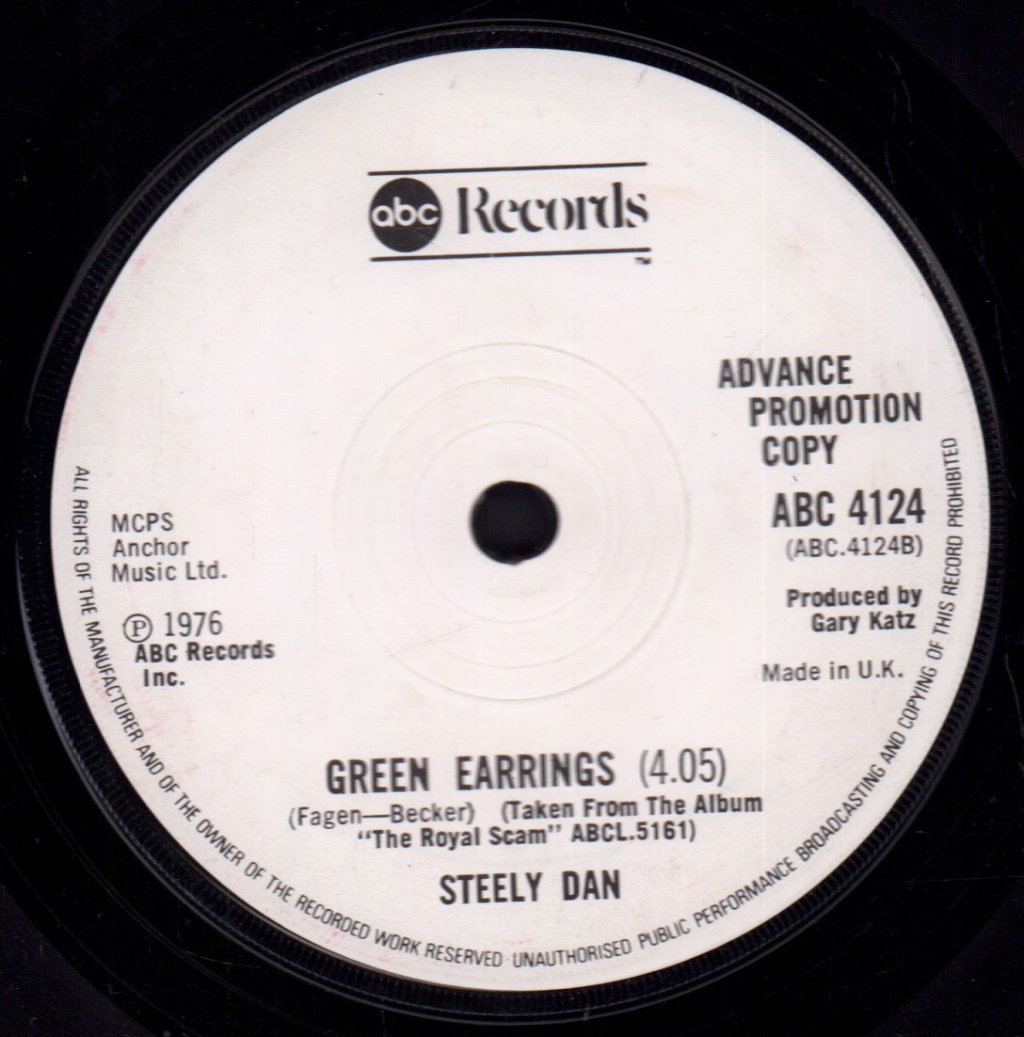 abc Records
TM
ADVANCE
PROMOTION
COPY
ABC 4124
(ABC.4124B)
Produced by
Gary Katz
Made in U.K.
MCPS
Anchor
Music Ltd.
Ⓟ 1976
ABC Records
Inc.
GREEN EARRINGS (4.05)
(Fagen—Becker) (Taken From The Album
"The Royal Scam" ABCL.5161)
STEELY DAN
ALL RIGHTS OF THE MANUFACTURER AND OF THE OWNER OF THE RECORDED WORK RESERVED · UNAUTHORISED PUBLIC PERFORMANCE BROADCASTING AND COPYING OF THIS RECORD PROHIBITED